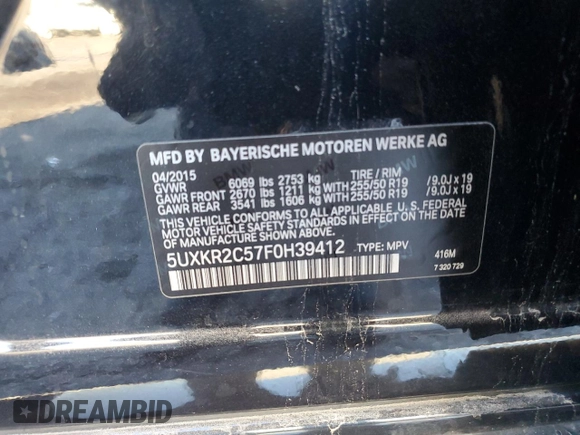 MFD BY BAYERISCHE MOTOREN WERKE AG
04/2015 TIRE / RIM
GVWR 6069 lbs 2753 kg
GAWR FRONT 2670 lbs 1211 kg WITH 255/50 R19 /9.0J x 19
GAWR REAR 3541 lbs 1606 kg WITH 255/50 R19 /9.0J x 19
THIS VEHICLE CONFORMS TO ALL APPLICABLE U. S. FEDERAL
MOTOR VEHICLE SAFETY STANDARDS IN EFFECT ON THE DATE
OF MANUFACTURE SHOWN ABOVE.
5UXKR2C57F0H39412 TYPE: MPV 416M
7 320 729
DREAMBID